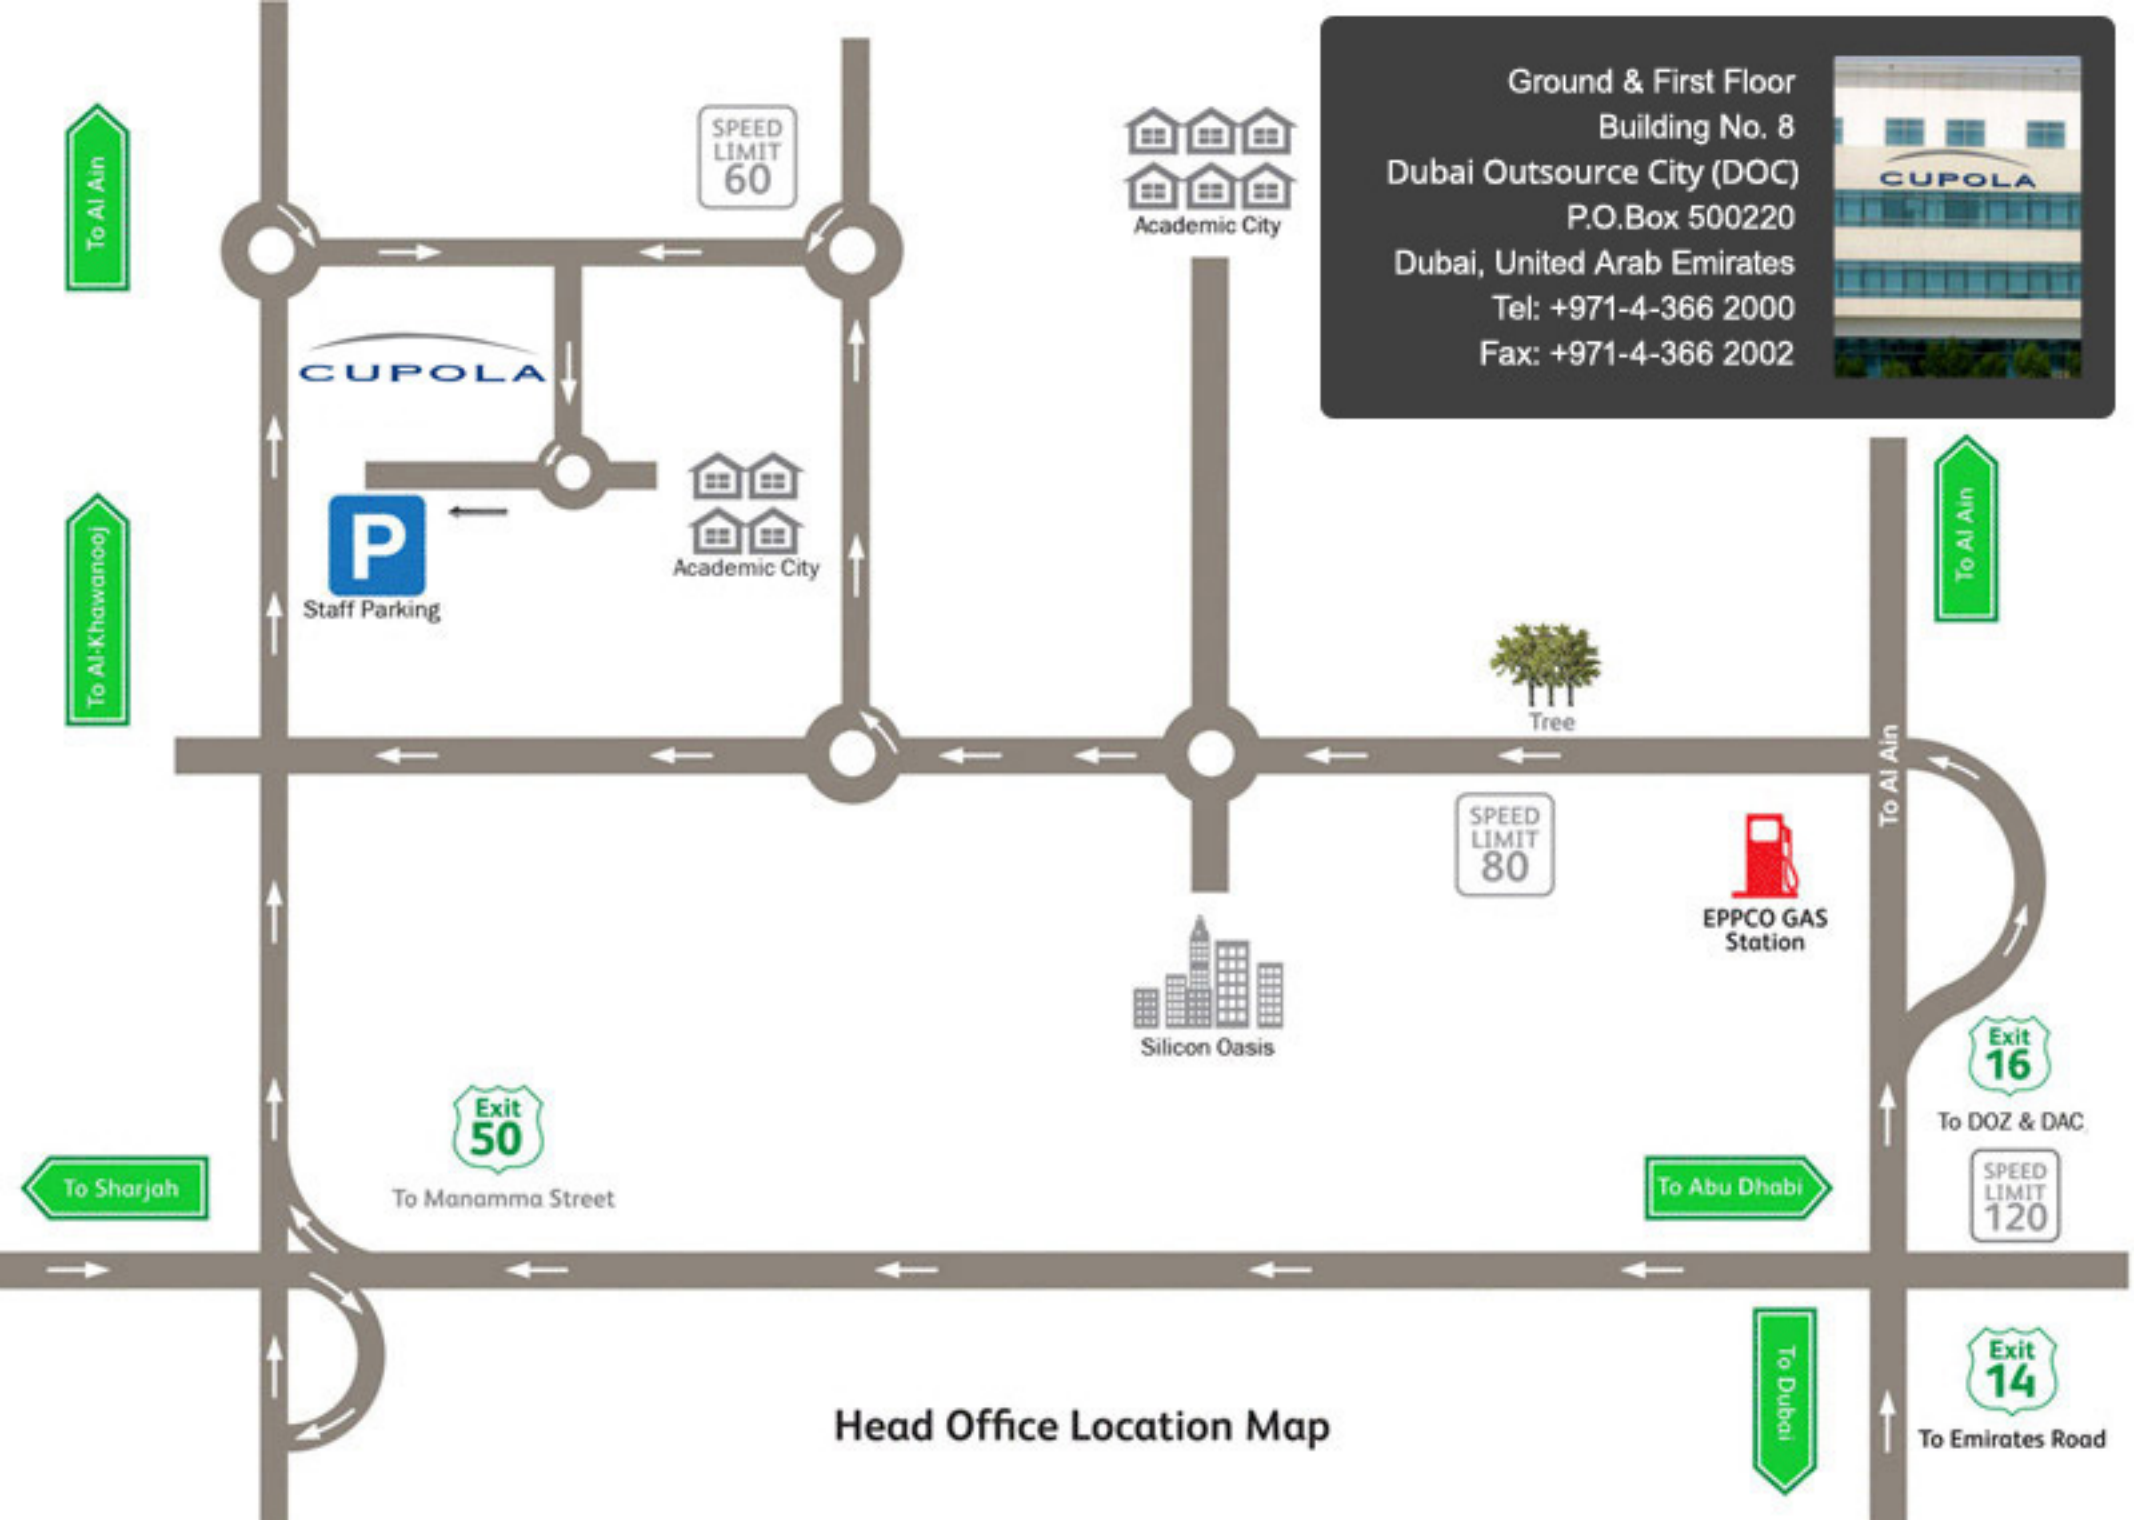 To Al Ain
SPEED
LIMIT
60
Academic City
Ground & First Floor
Building No. 8
Dubai Outsource City (DOC)
P.O.Box 500220
Dubai, United Arab Emirates
Tel: +971-4-366 2000
Fax: +971-4-366 2002
CUPOLA
CUPOLA
To Al-Khawanooj
P
Staff Parking
Academic City
To Al Ain
Tree
To Al Ain
SPEED
LIMIT
80
EPPCO GAS
Station
Silicon Oasis
Exit
16
To DOZ & DAC
Exit
50
To Manamma Street
To Sharjah
To Abu Dhabi
SPEED
LIMIT
120
To Dubai
Exit
14
To Emirates Road
Head Office Location Map